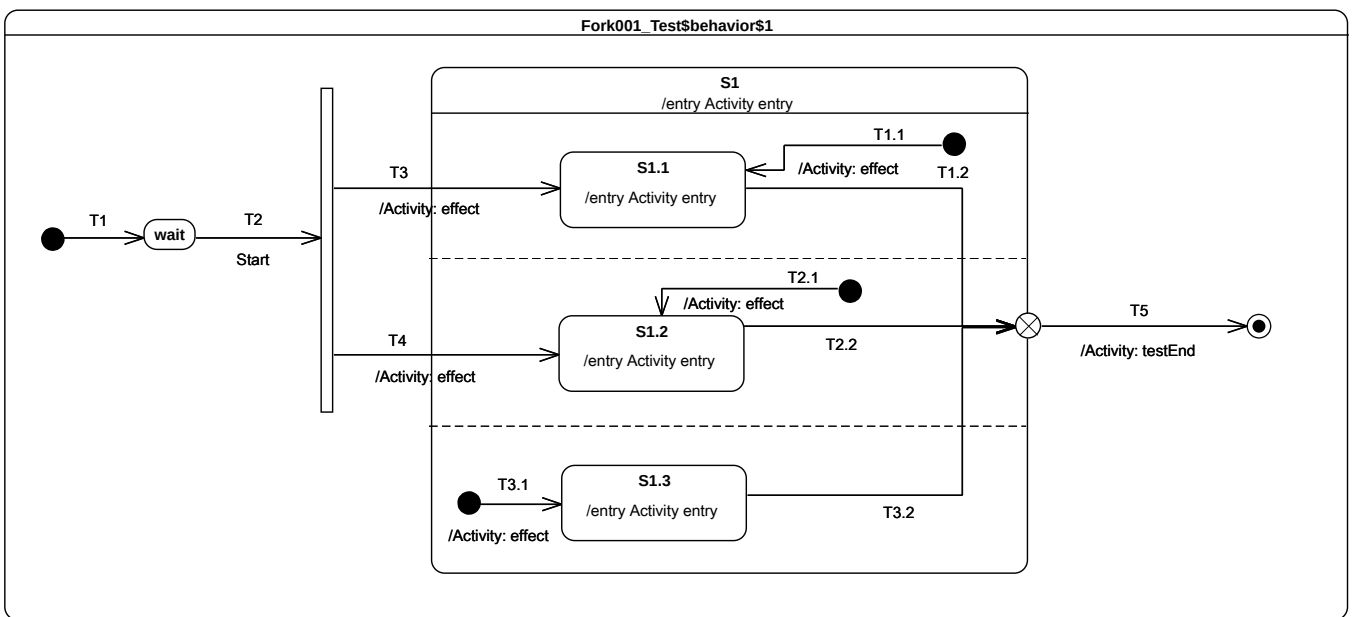 Fork001_Test$behavior$1
S1
/entry Activity entry
T1.1
/Activity: effect
T1.2
S1.1
/entry Activity entry
T3
/Activity: effect
T1
wait
T2
Start
T2.1
/Activity: effect
S1.2
/entry Activity entry
T2.2
T4
/Activity: effect
T5
/Activity: testEnd
S1.3
/entry Activity entry
T3.1
/Activity: effect
T3.2